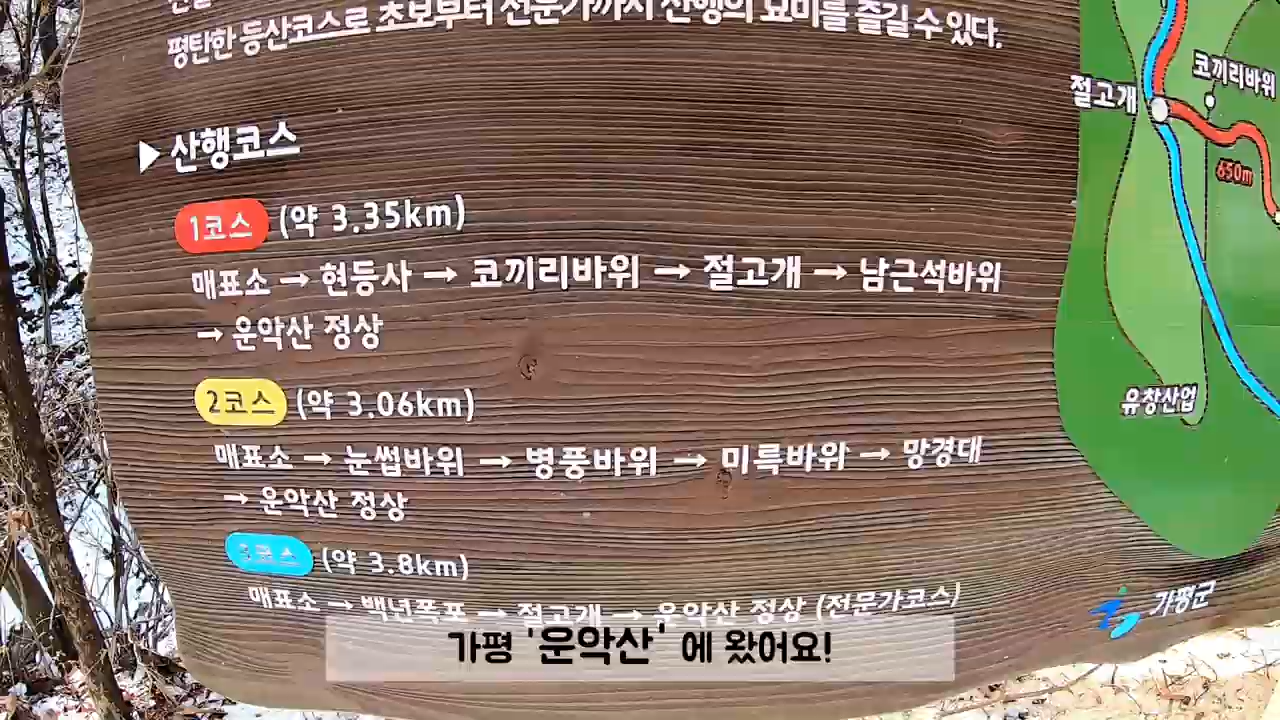 평탄한 등산코스로 초보부터 전문가까지 산행의 묘미를 즐길 수 있다.
▶ 산행코스
1코스 (약 3.35km)
매표소 → 현등사 → 코끼리바위 → 절고개 → 남근석바위
→ 운악산 정상
2코스 (약 3.06km)
매표소 → 눈썹바위 → 병풍바위 → 미륵바위 → 망경대
→ 운악산 정상
3코스 (약 3.8km)
매표소 → 백년폭포 → 절고개 → 운악산 정상 (전문가코스)
코끼리바위
절고개
650m
유창산업
가평군
가평 '운악산' 에 왔어요!